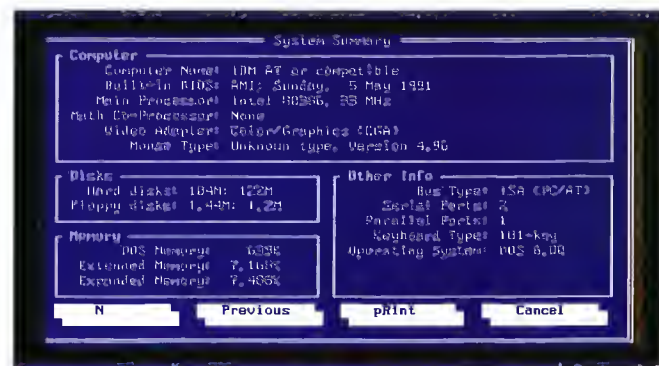 System Summary
Computer
Computer Name: IBM AT or compatible
Built-in BIOS: AMI; Sunday, 5 May 1991
Main Processor: Intel 80386, 33 MHz
Math Co-Processor: None
Video Adapter: Color/Graphics (CGA)
Mouse Type: Unknown type, Version 4.96
Disks
Hard disks:
Floppy disks: 1.44M; 1.2M
Memory
DOS Memory:
Extended Memory: 7,168K
Expanded Memory:
Other Info
Bus Type: ISA (PC/AT)
Serial Ports: 2
Parallel Ports: 1
Keyboard Type: 101-key
Operating System: DOS 6.00
N
Previous
pRint
Cancel